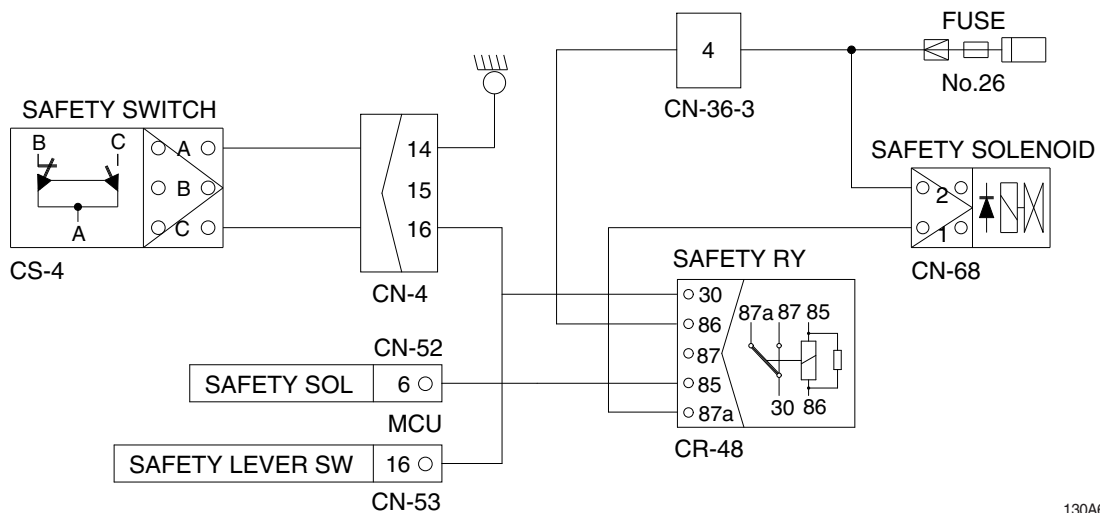 FUSE
4
No.26
CN-36-3
SAFETY SWITCH
B C
A
A
B
C
CS-4
14
15
16
CN-4
SAFETY SOLENOID
2
1
CN-68
SAFETY RY
30
86
87
85
87a
87a 87 85
30 86
CR-48
CN-52
SAFETY SOL 6
MCU
SAFETY LEVER SW 16
CN-53